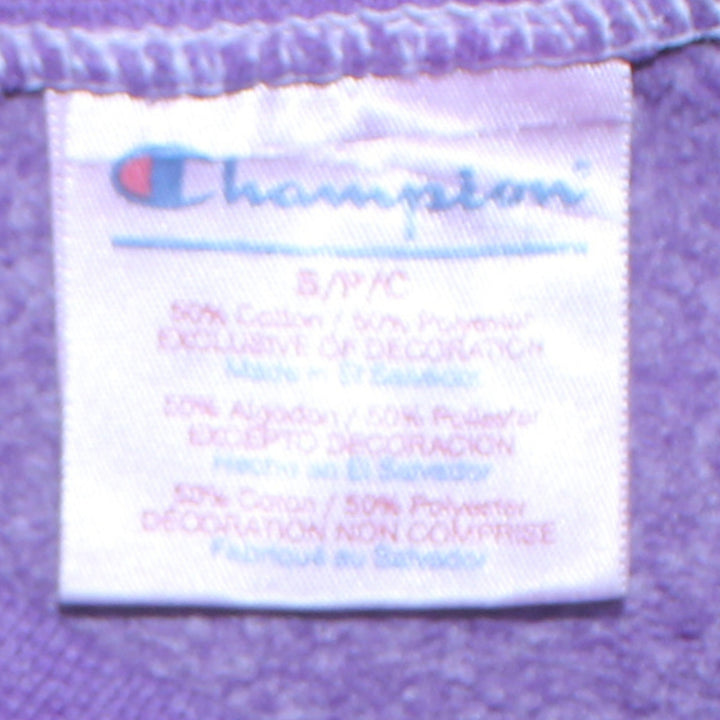 Champion
S/P/C
50% Cotton / 50% Polyester
EXCLUSIVE OF DECORATION
Made in El Salvador
50% Algodon / 50% Poliester
EXCEPTO DECORACION
Hecho en El Salvador
50% Coton / 50% Polyester
DECORATION NON COMPRISE
Fabriqué au Salvador